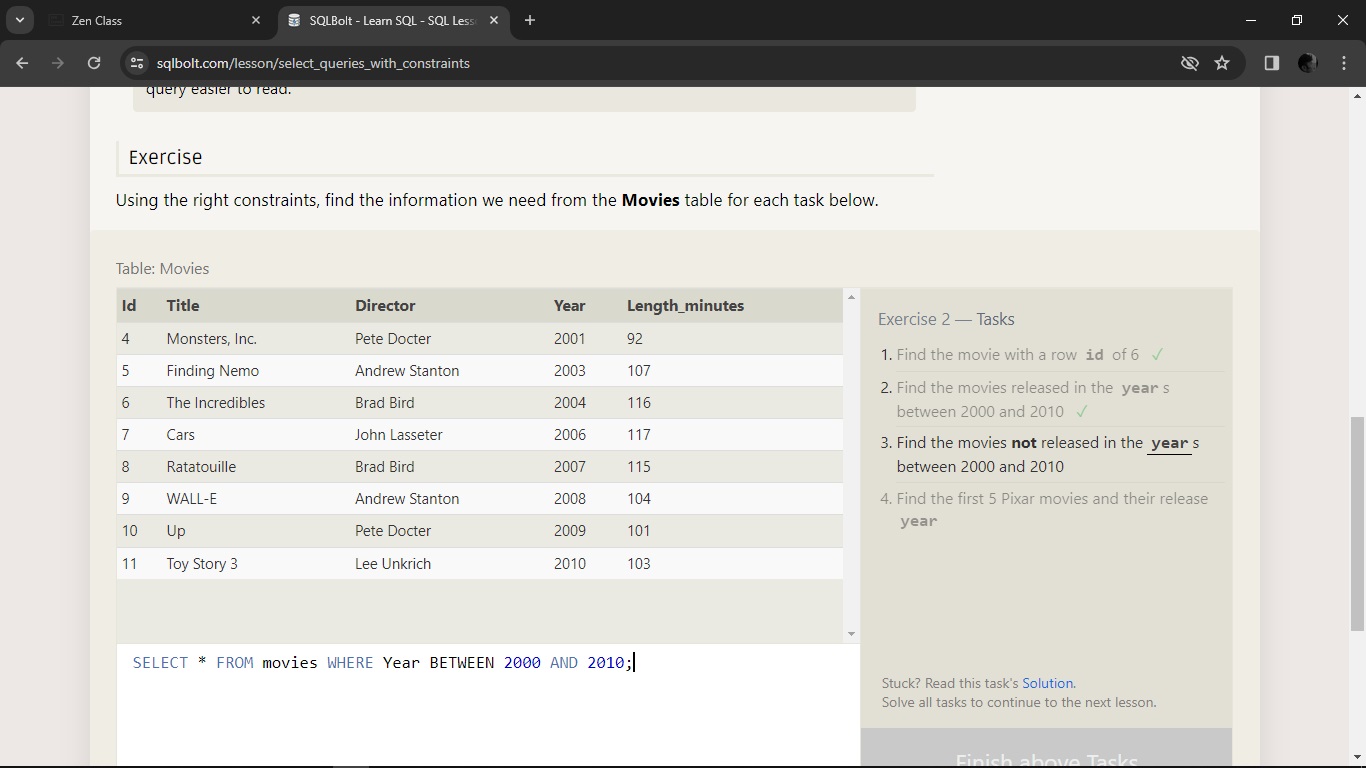 Zen Class
SQLBolt - Learn SQL - SQL Less
sqlbolt.com/lesson/select_queries_with_constraints
query easier to read.
Exercise
Using the right constraints, find the information we need from the Movies table for each task below.
Table: Movies
Id Title Director Year Length_minutes
4 Monsters, Inc. Pete Docter 2001 92
5 Finding Nemo Andrew Stanton 2003 107
6 The Incredibles Brad Bird 2004 116
7 Cars John Lasseter 2006 117
8 Ratatouille Brad Bird 2007 115
9 WALL-E Andrew Stanton 2008 104
10 Up Pete Docter 2009 101
11 Toy Story 3 Lee Unkrich 2010 103
SELECT * FROM movies WHERE Year BETWEEN 2000 AND 2010;
Exercise 2 — Tasks
1. Find the movie with a row id of 6 ✓
2. Find the movies released in the year s
between 2000 and 2010 ✓
3. Find the movies not released in the year s
between 2000 and 2010
4. Find the first 5 Pixar movies and their release
year
Stuck? Read this task's Solution.
Solve all tasks to continue to the next lesson.
Finish above Tasks